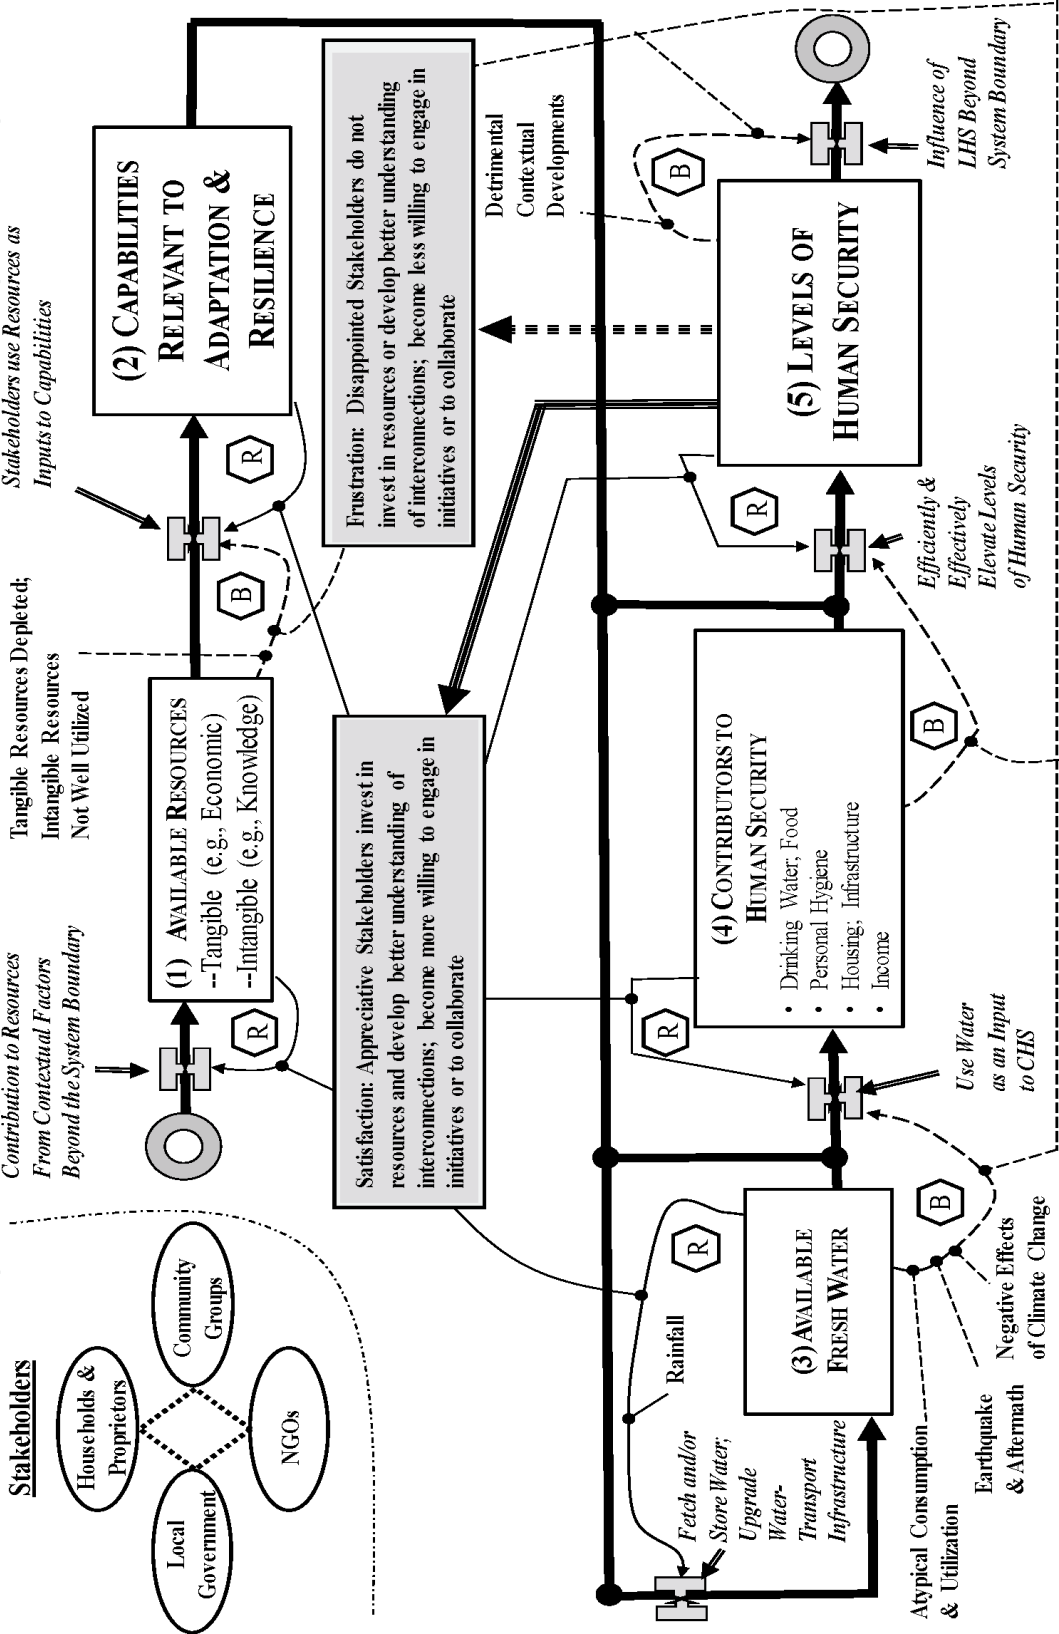 Stakeholders
Households &
Proprietors
Local
Government
Community
Groups
NGOs
Contribution to Resources
From Contextual Factors
Beyond the System Boundary
R
(1) AVAILABLE RESOURCES
--Tangible (e.g., Economic)
--Intangible (e.g., Knowledge)
Tangible Resources Depleted;
Intangible Resources
Not Well Utilized
B
Stakeholders use Resources as
Inputs to Capabilities
R
(2) CAPABILITIES
RELEVANT TO
ADAPTATION &
RESILIENCE
Satisfaction: Appreciative Stakeholders invest in
resources and develop better understanding of
interconnections; become more willing to engage in
initiatives or to collaborate
Frustration: Disappointed Stakeholders do not
invest in resources or develop better understanding
of interconnections; become less willing to engage in
initiatives or to collaborate
Detrimental
Contextual
Developments
Rainfall
R
Fetch and/or
Store Water;
Upgrade
Water-
Transport
Infrastructure
(3) AVAILABLE
FRESH WATER
B
Atypical Consumption
& Utilization
Earthquake
& Aftermath
Negative Effects
of Climate Change
R
Use Water
as an Input
to CHS
(4) CONTRIBUTORS TO
HUMAN SECURITY
• Drinking Water; Food
• Personal Hygiene
• Housing; Infrastructure
• Income
B
R
Efficiently &
Effectively
Elevate Levels
of Human Security
(5) LEVELS OF
HUMAN SECURITY
B
Influence of
LHS Beyond
System Boundary